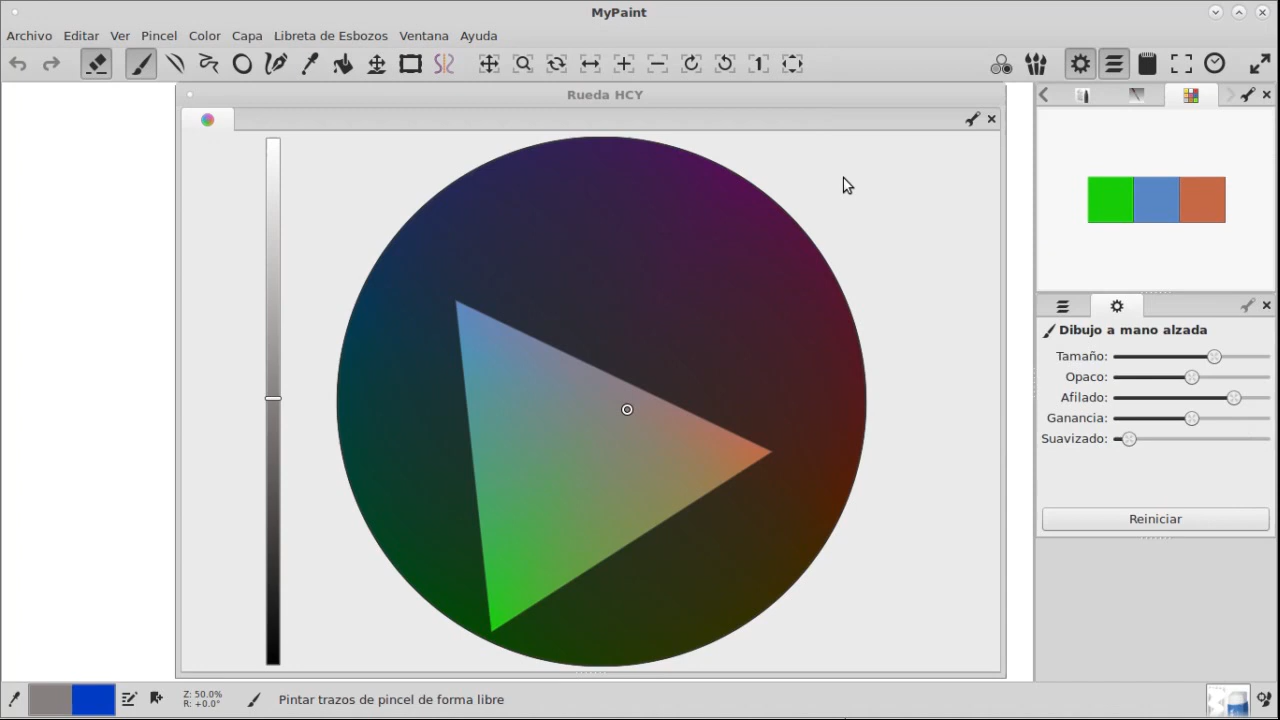 MyPaint
Archivo Editar Ver Pincel Color Capa Libreta de Esbozos Ventana Ayuda
1
Rueda HCY
Dibujo a mano alzada
Tamaño:
Opaco:
Afilado:
Ganancia:
Suavizado:
Reiniciar
Z: 50.0%
R: +0.0°
Pintar trazos de pincel de forma libre